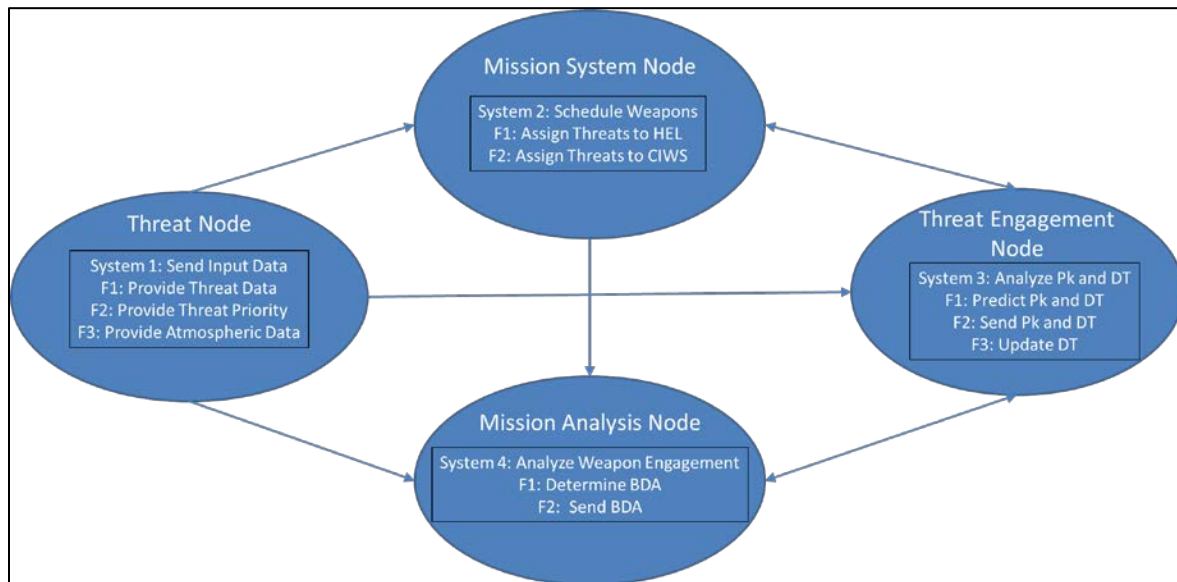 Mission System Node
System 2: Schedule Weapons
F1: Assign Threats to HEL
F2: Assign Threats to CIWS
Threat Node
System 1: Send Input Data
F1: Provide Threat Data
F2: Provide Threat Priority
F3: Provide Atmospheric Data
Threat Engagement
Node
System 3: Analyze Pk and DT
F1: Predict Pk and DT
F2: Send Pk and DT
F3: Update DT
Mission Analysis Node
System 4: Analyze Weapon Engagement
F1: Determine BDA
F2: Send BDA